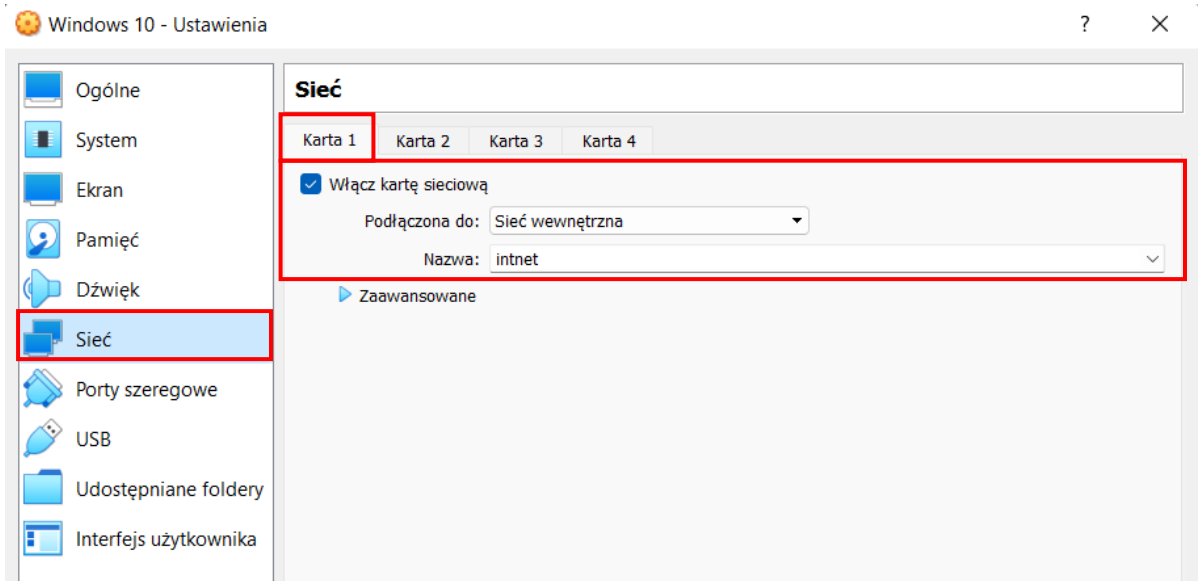 Windows 10 - Ustawienia
?
Ogólne
System
Ekran
Pamięć
Dźwięk
Sieć
Porty szeregowe
USB
Udostępniane foldery
Interfejs użytkownika
Sieć
Karta 1 Karta 2 Karta 3 Karta 4
Włącz kartę sieciową
Podłączona do: Sieć wewnętrzna
Nazwa: intnet
Zaawansowane